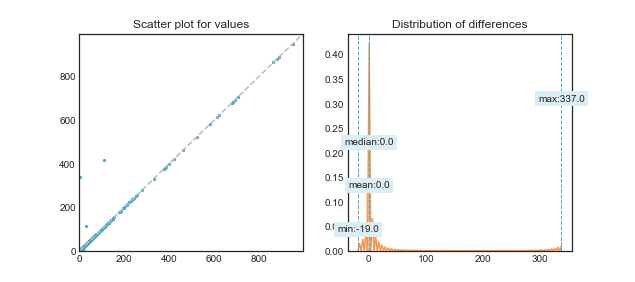 Scatter plot for values
800
600
400
200
0
0 200 400 600 800
Distribution of differences
0.40
0.35
0.30
0.25
0.20
0.15
0.10
0.00
0 100 200 300
max:337.0
median:0.0
mean:0.0
min:-19.0